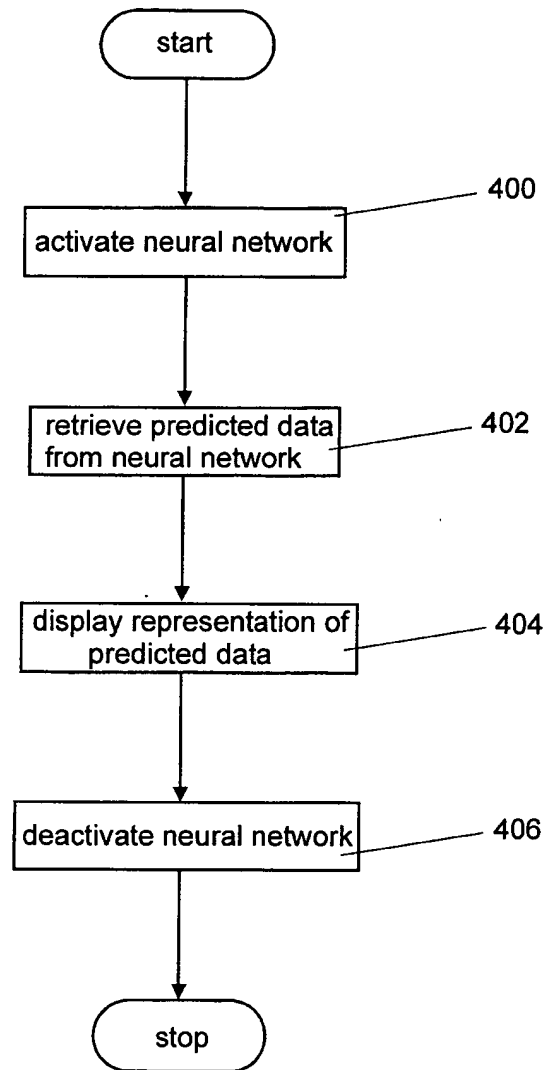 start
400
activate neural network
402
retrieve predicted data
from neural network
404
display representation of
predicted data
406
deactivate neural network
stop